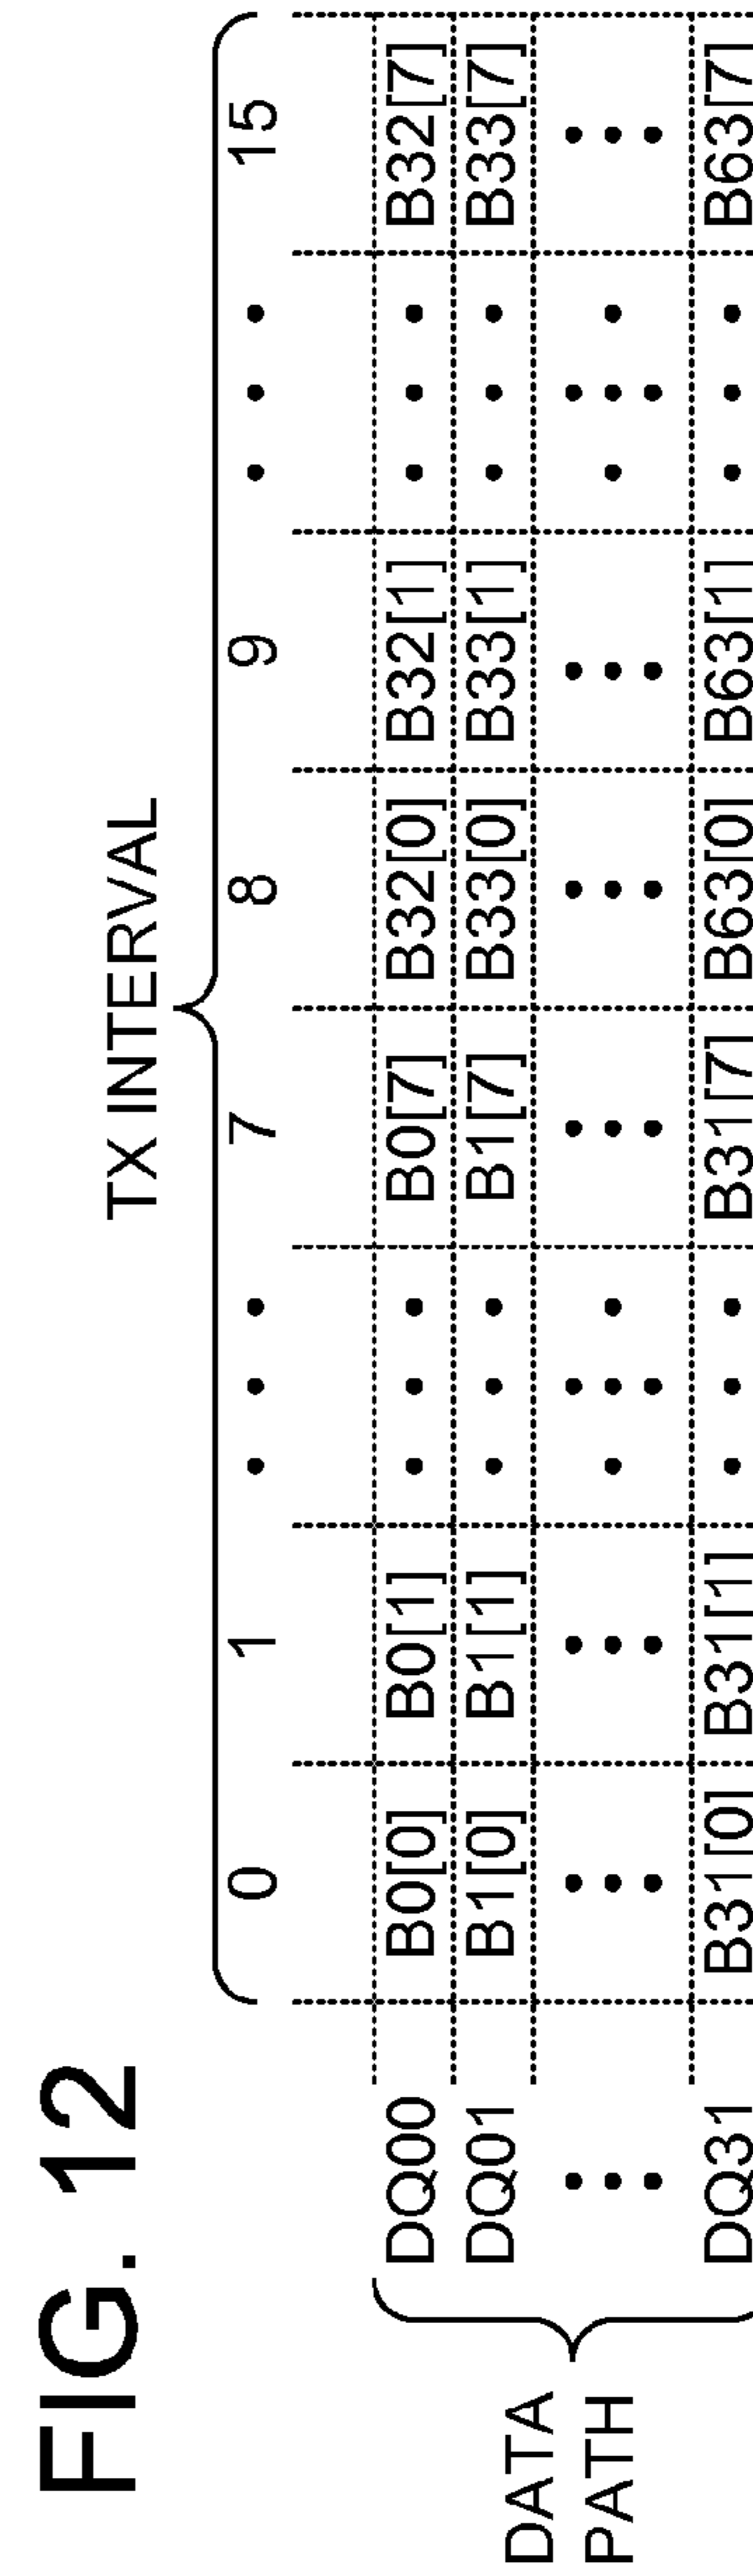 FIG. 12
TX INTERVAL
0 1 • • • 7 8 9 • • • 15
DATA
PATH
DQ00 B0[0] B0[1] • • • B0[7] B32[0] B32[1] • • • B32[7]
DQ01 B1[0] B1[1] • • • B1[7] B33[0] B33[1] • • • B33[7]
DQ31 B31[0] B31[1] • • • B31[7] B63[0] B63[1] • • • B63[7]